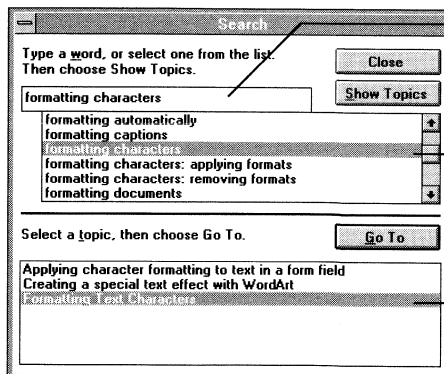 Search
Type a word, or select one from the list.
Then choose Show Topics.
Close
formatting characters
Show Topics
formatting automatically
formatting captions
formatting characters
formatting characters: applying formats
formatting characters: removing formats
formatting documents
Select a topic, then choose Go To.
Go To
Applying character formatting to text in a form field
Creating a special text effect with WordArt
Formatting Text Characters